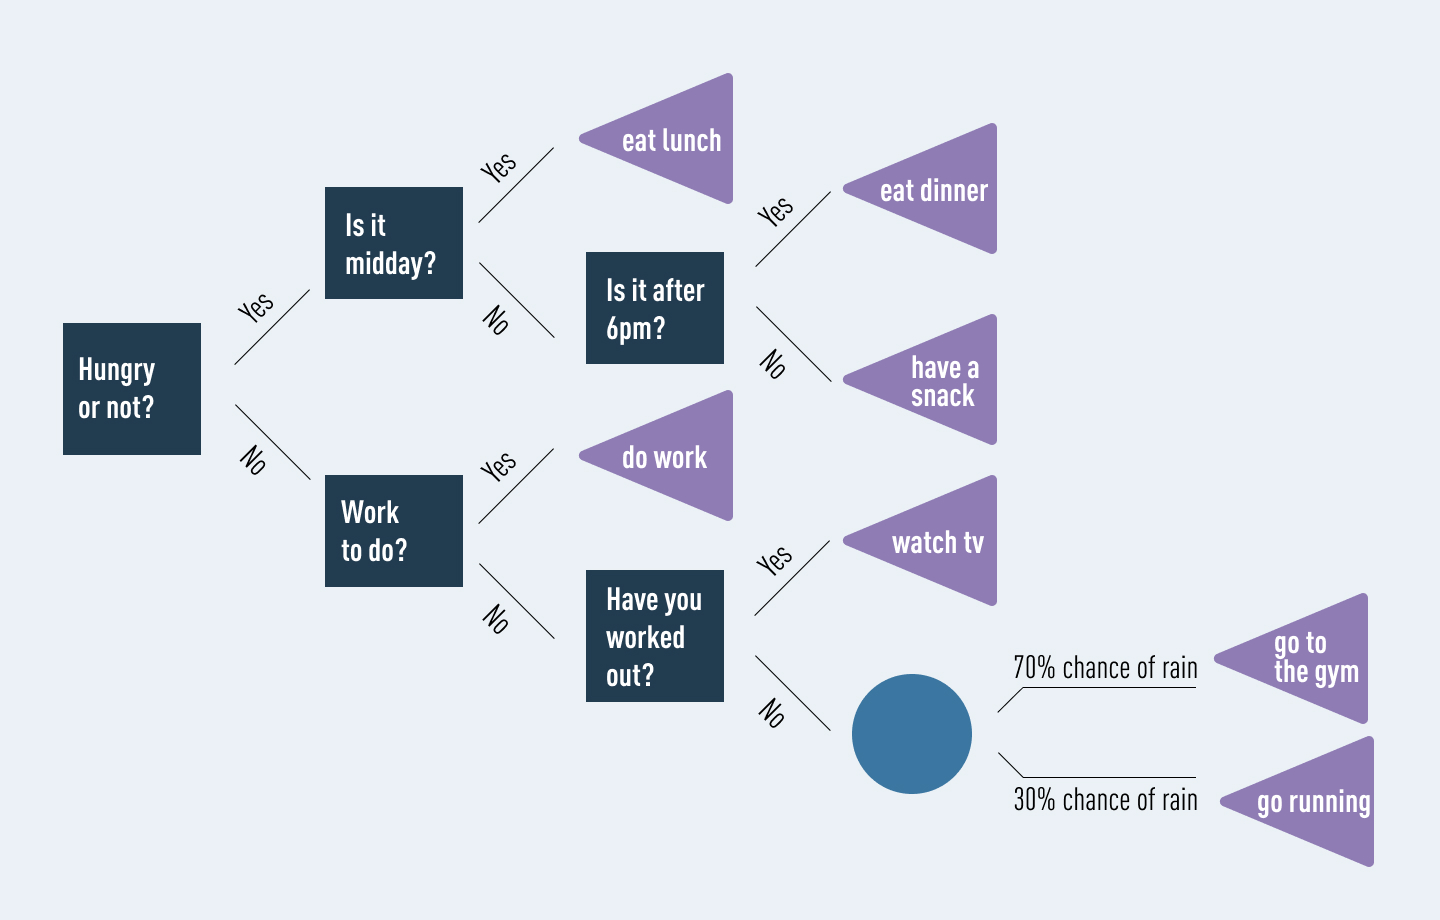 eat lunch
Yes
eat dinner
Yes
Is it
midday?
Is it after
6pm?
Yes
No
No
have a
snack
Hungry
or not?
No
Yes
do work
Work
to do?
watch tv
Yes
No
Have you
worked
out?
No
70% chance of rain
go to
the gym
30% chance of rain
go running